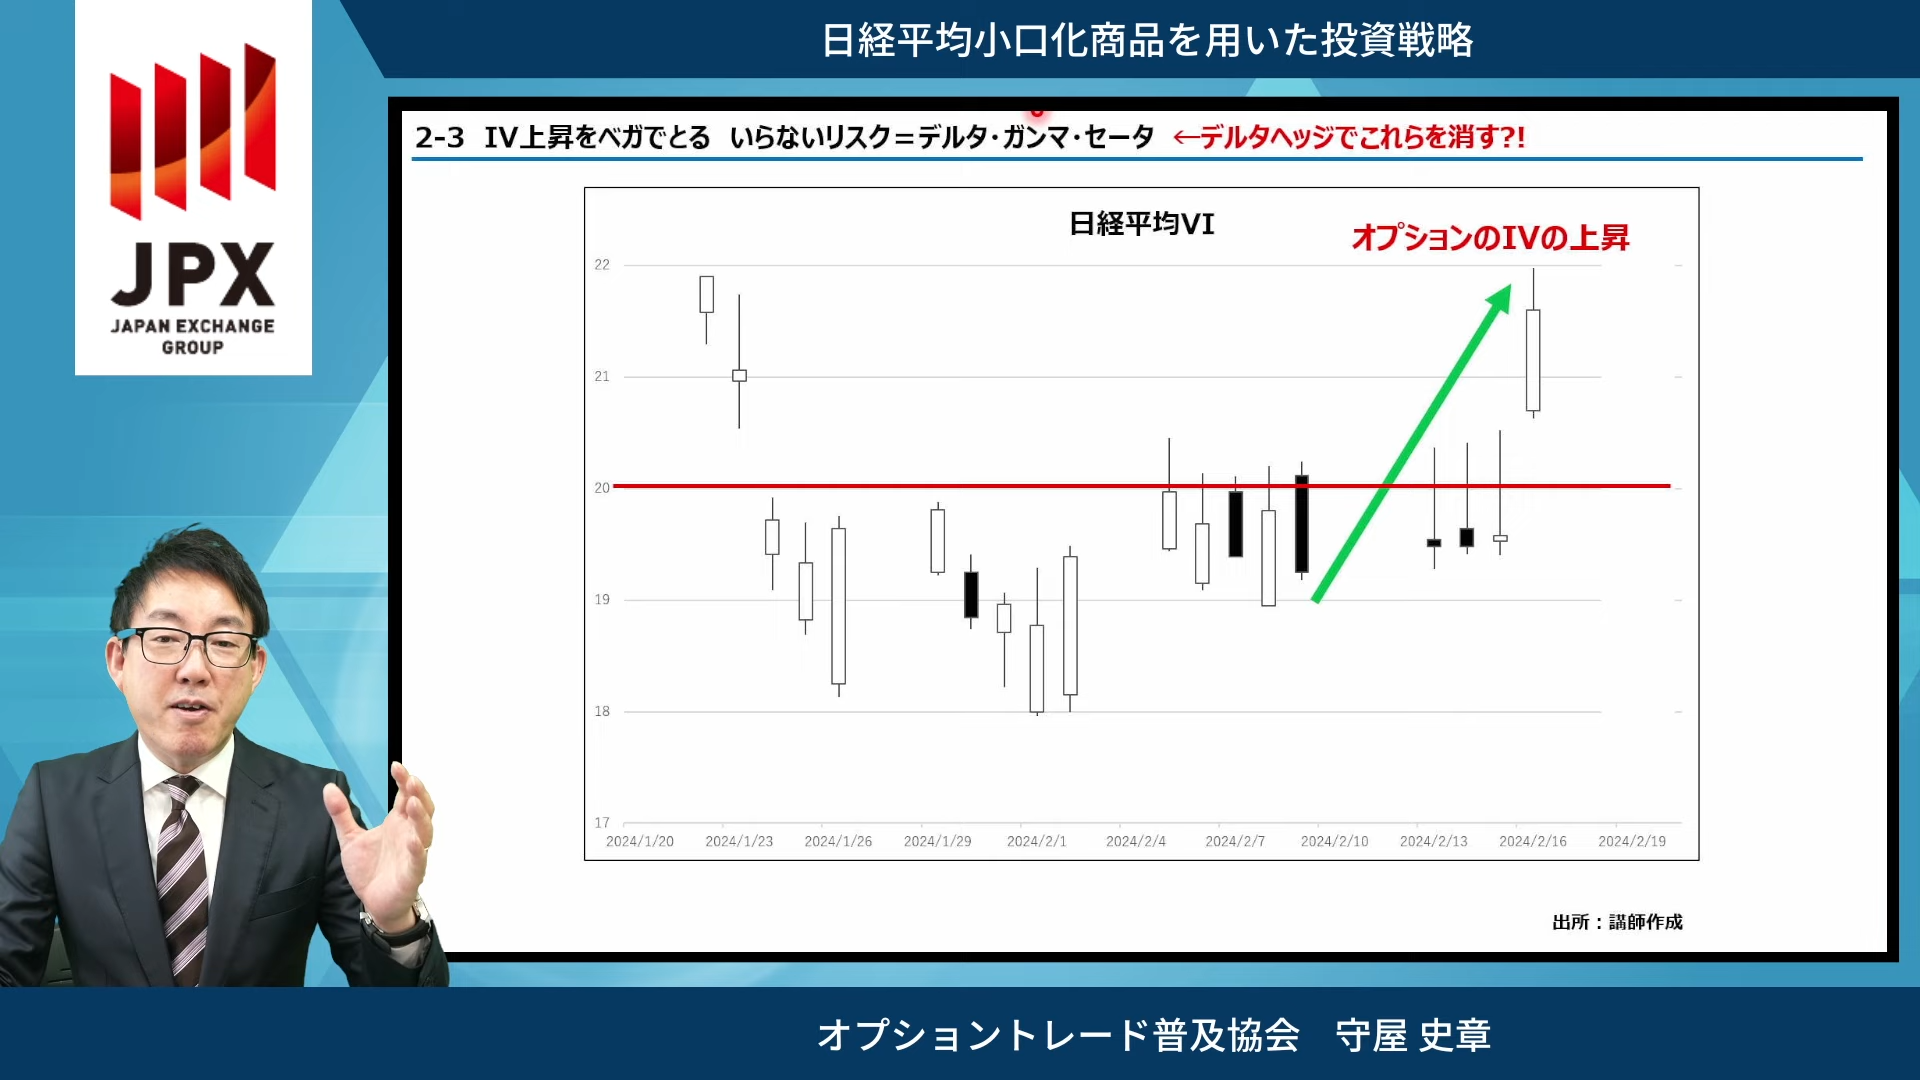 日経平均小口化商品を用いた投資戦略
JPX
JAPAN EXCHANGE
GROUP
2-3 IV上昇をベガでとる いらないリスク＝デルタ・ガンマ・セータ ←デルタヘッジでこれらを消す?!
日経平均VI
オプションのIVの上昇
22
21
20
19
18
17
2024/1/20 2024/1/23 2024/1/26 2024/1/29 2024/2/1 2024/2/4 2024/2/7 2024/2/10 2024/2/13 2024/2/16 2024/2/19
出所：講師作成
オプショントレード普及協会 守屋 史章